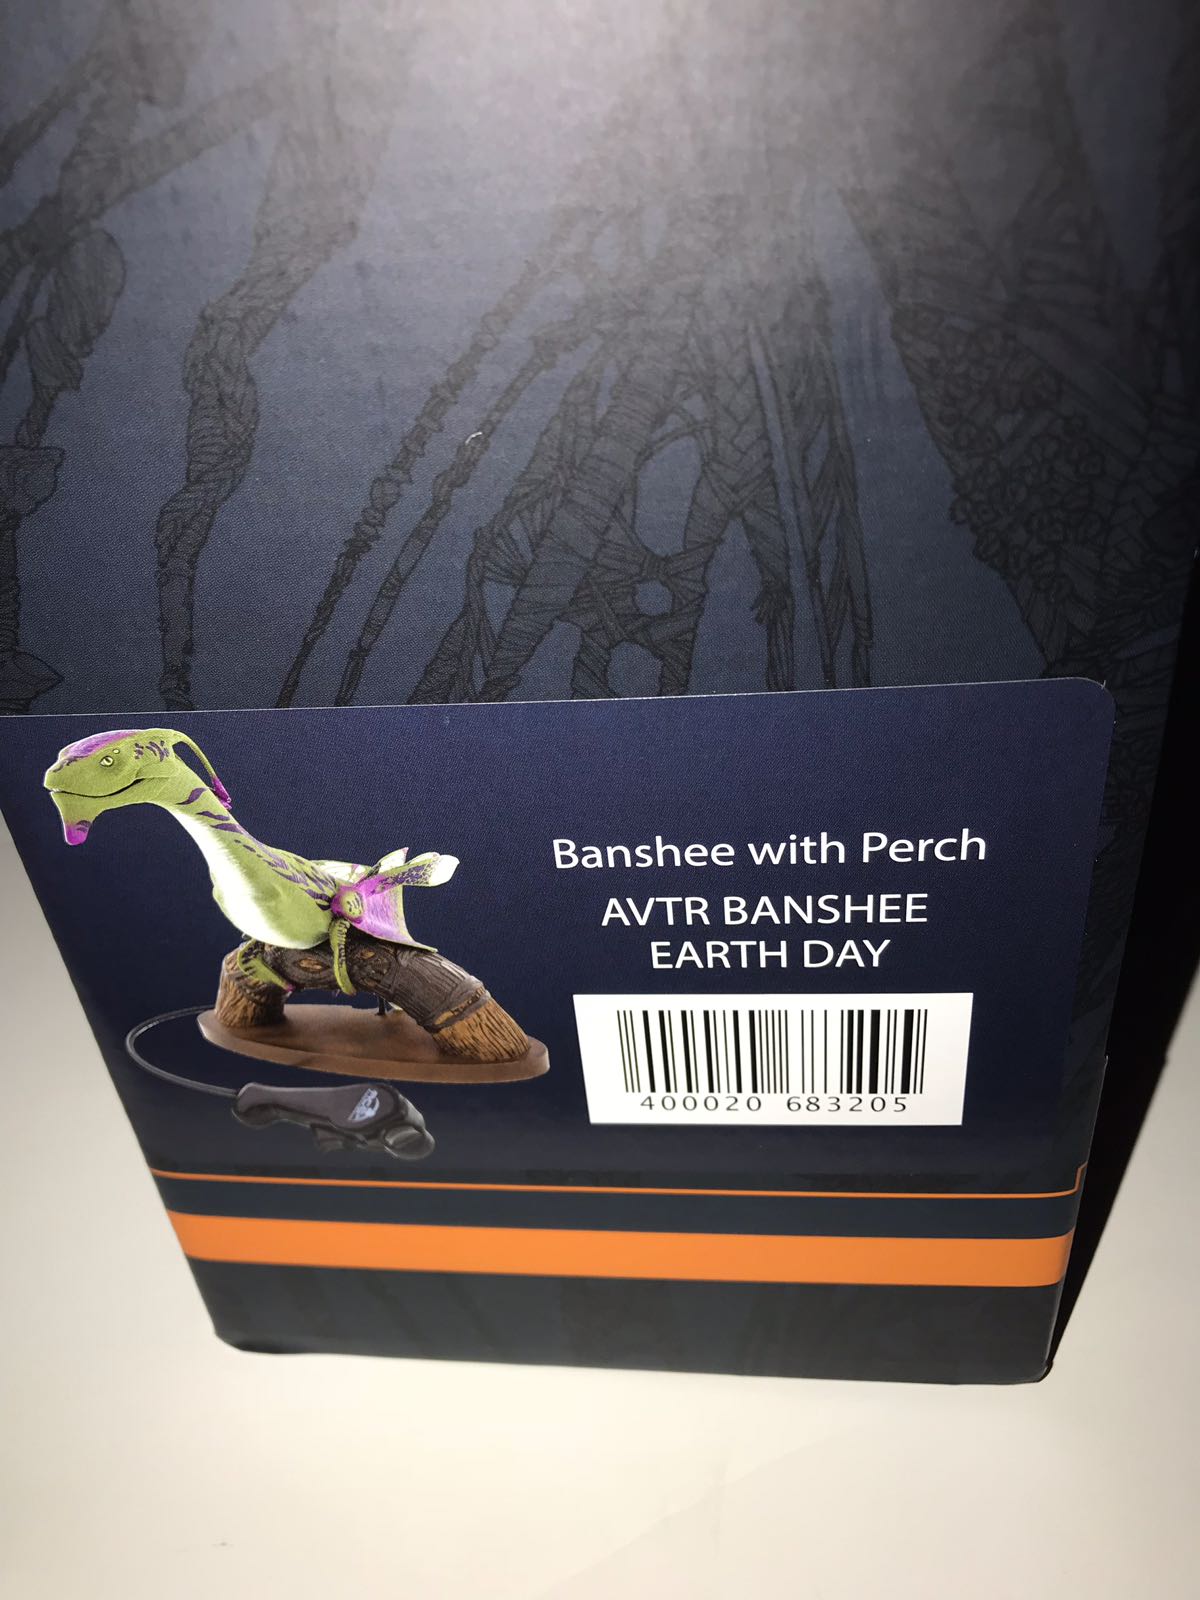 Banshee with Perch
AVTR BANSHEE
EARTH DAY
400020 683205